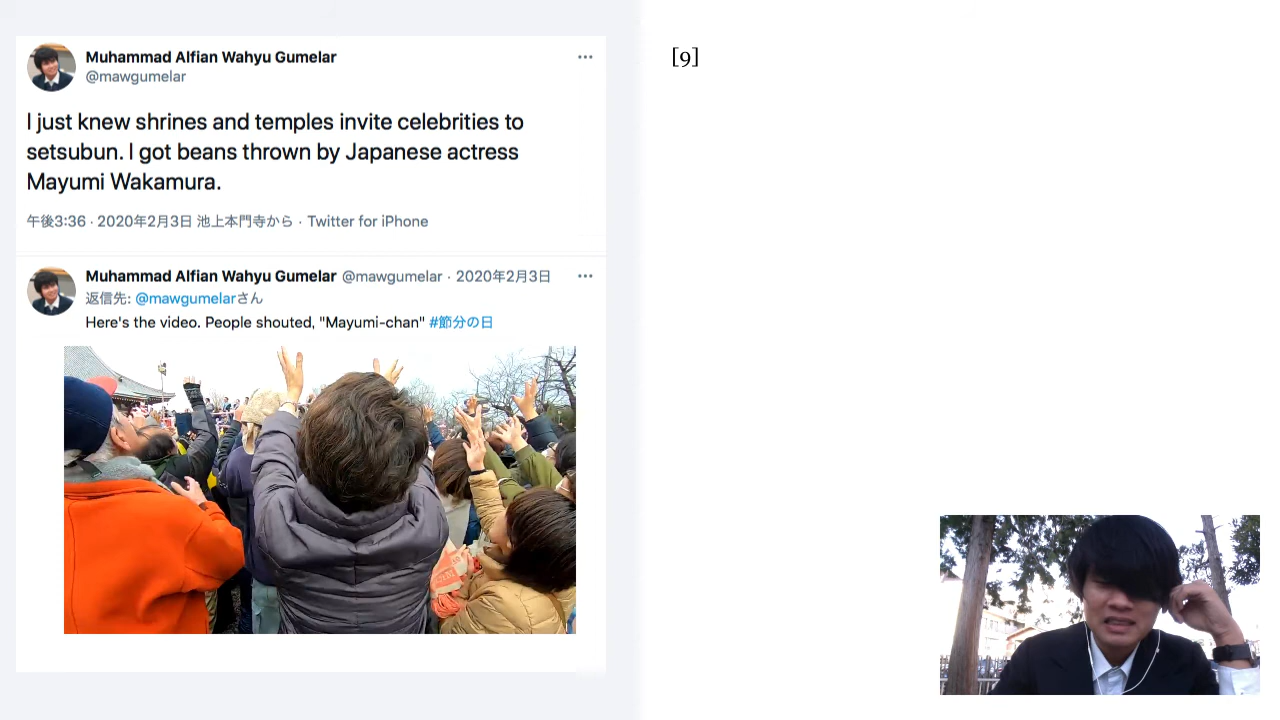 Muhammad Alfian Wahyu Gumelar
@mawgumelar
I just knew shrines and temples invite celebrities to
setsubun. I got beans thrown by Japanese actress
Mayumi Wakamura.
午後3:36 · 2020年2月3日 池上本門寺から · Twitter for iPhone
Muhammad Alfian Wahyu Gumelar @mawgumelar · 2020年2月3日
返信先: @mawgumelarさん
Here's the video. People shouted, "Mayumi-chan" #節分の日
[9]